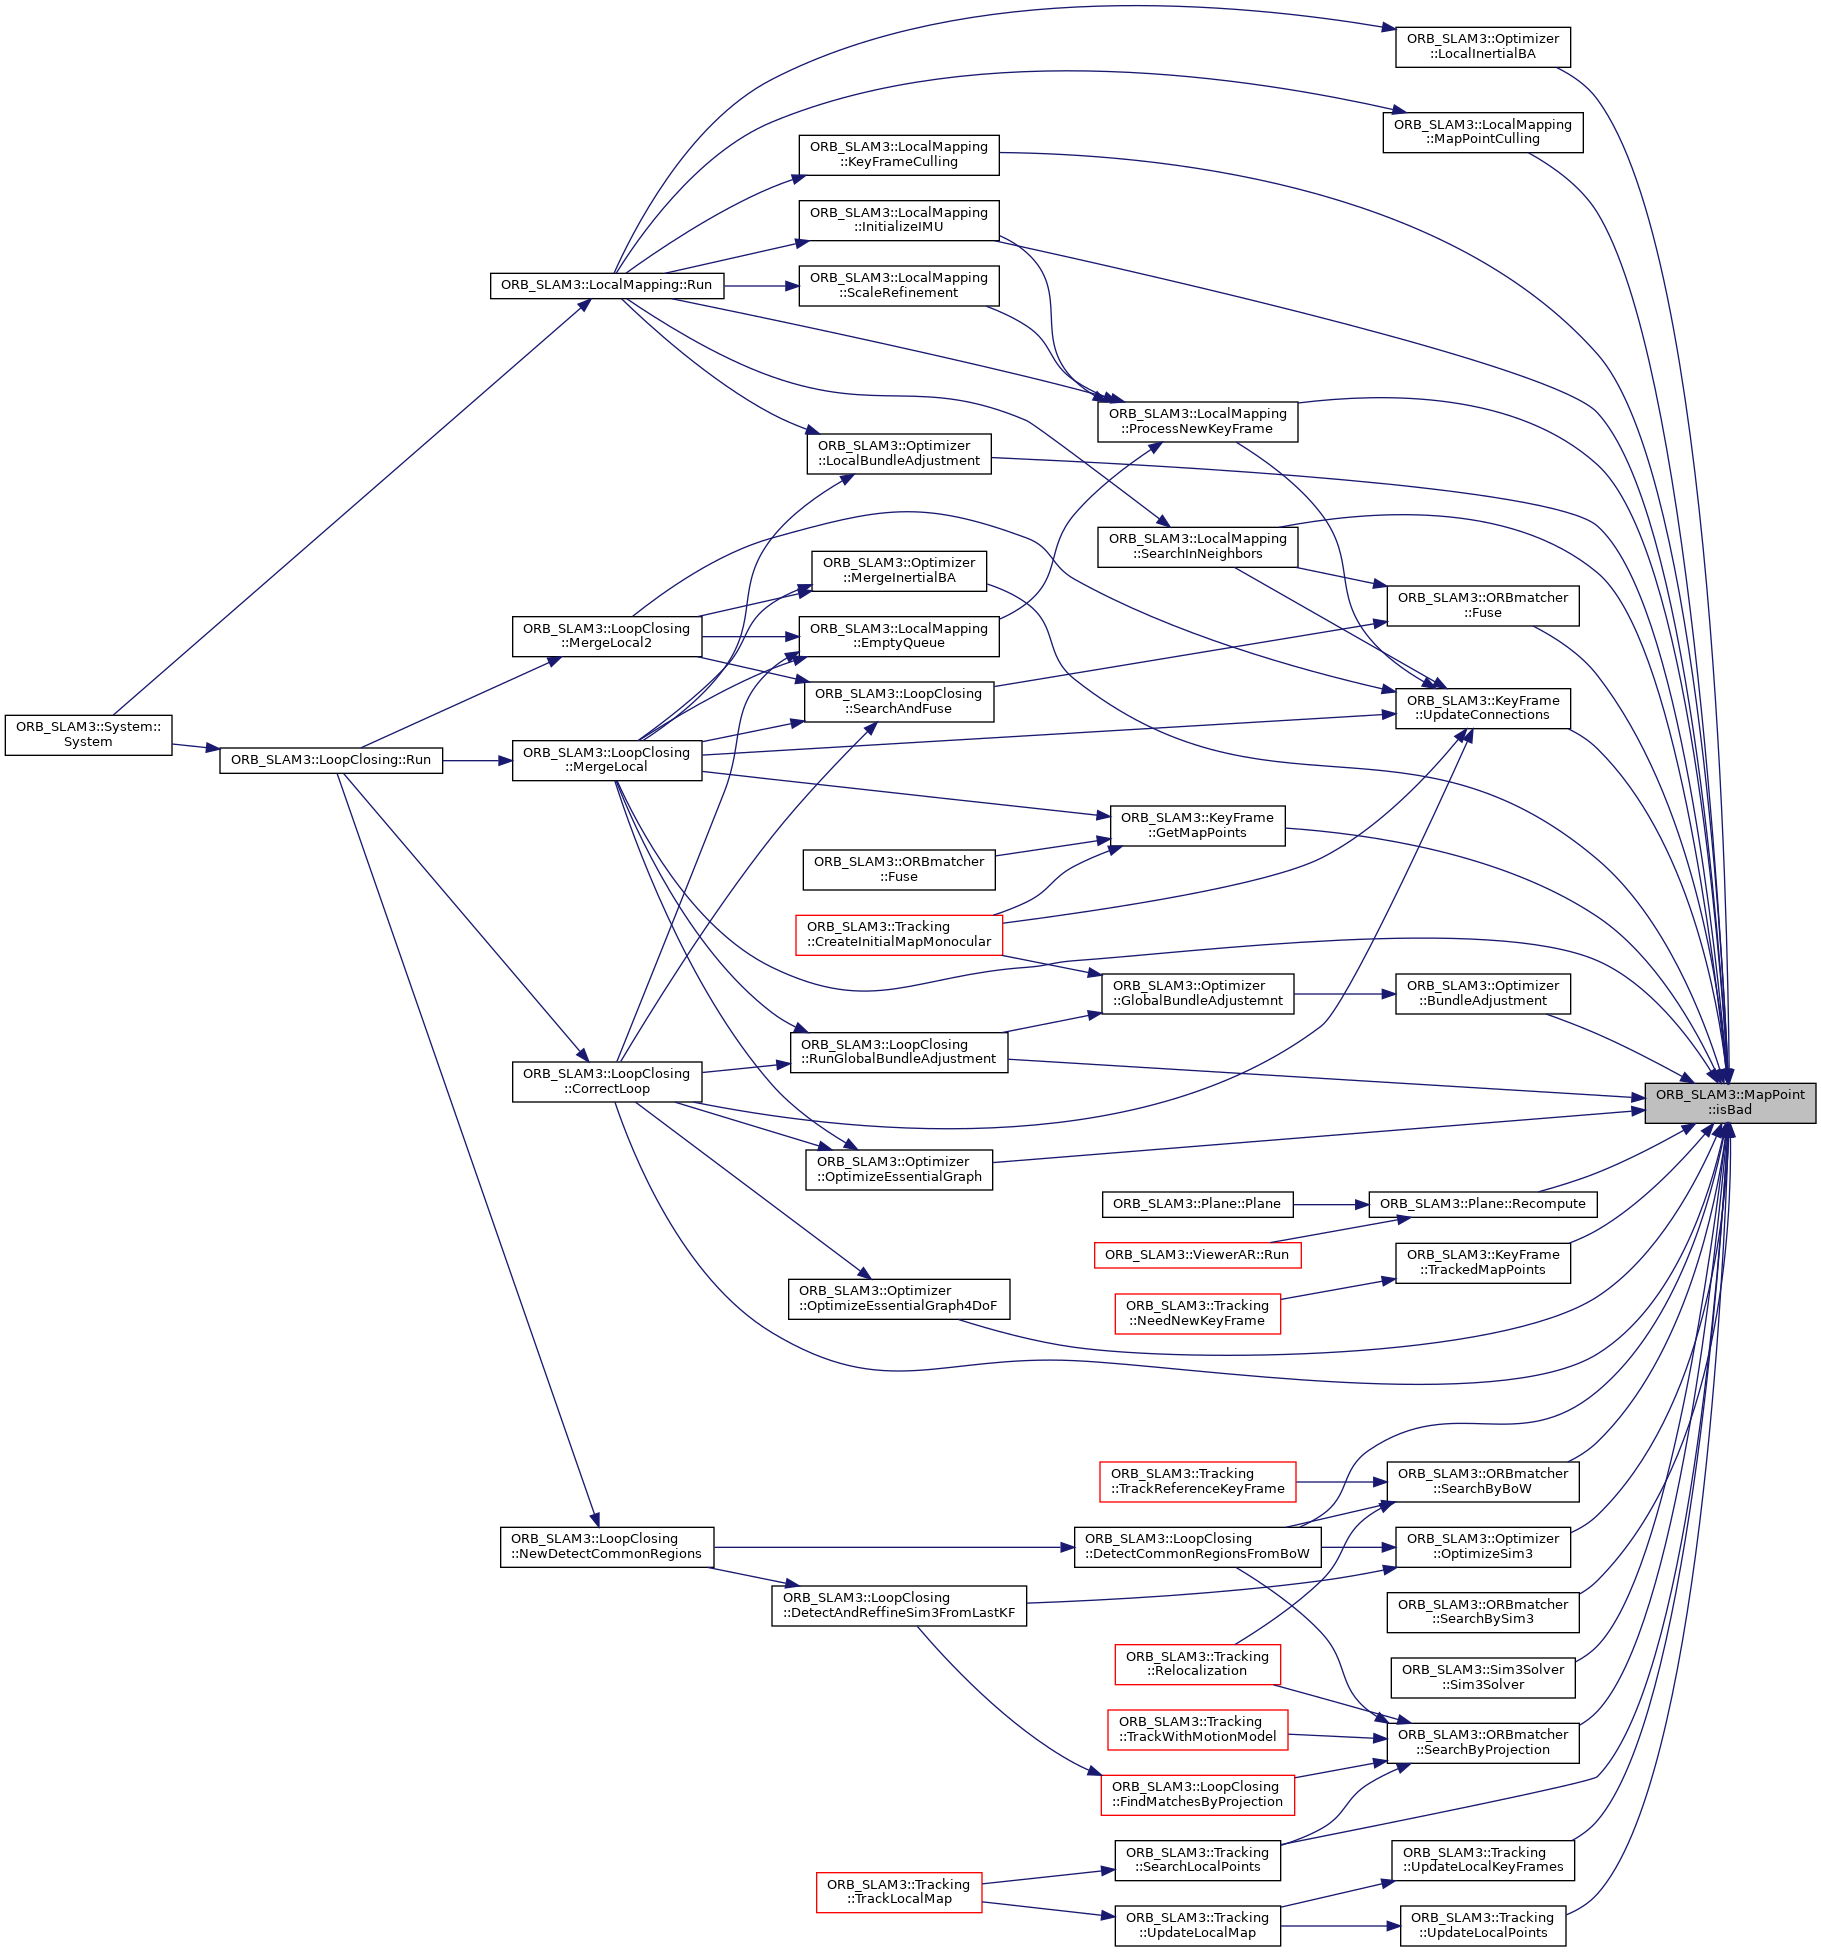 ORB_SLAM3::Optimizer
::LocalInertialBA
ORB_SLAM3::LocalMapping
::MapPointCulling
ORB_SLAM3::LocalMapping
::KeyFrameCulling
ORB_SLAM3::LocalMapping
::InitializeIMU
ORB_SLAM3::LocalMapping::Run
ORB_SLAM3::LocalMapping
::ScaleRefinement
ORB_SLAM3::LocalMapping
::ProcessNewKeyFrame
ORB_SLAM3::Optimizer
::LocalBundleAdjustment
ORB_SLAM3::LocalMapping
::SearchInNeighbors
ORB_SLAM3::Optimizer
::MergeInertialBA
ORB_SLAM3::ORBmatcher
::Fuse
ORB_SLAM3::LoopClosing
::MergeLocal2
ORB_SLAM3::LocalMapping
::EmptyQueue
ORB_SLAM3::LoopClosing
::SearchAndFuse
ORB_SLAM3::KeyFrame
::UpdateConnections
ORB_SLAM3::System::
System
ORB_SLAM3::LoopClosing::Run
ORB_SLAM3::LoopClosing
::MergeLocal
ORB_SLAM3::KeyFrame
::GetMapPoints
ORB_SLAM3::ORBmatcher
::Fuse
ORB_SLAM3::Tracking
::CreateInitialMapMonocular
ORB_SLAM3::Optimizer
::GlobalBundleAdjustemnt
ORB_SLAM3::Optimizer
::BundleAdjustment
ORB_SLAM3::LoopClosing
::RunGlobalBundleAdjustment
ORB_SLAM3::LoopClosing
::CorrectLoop
ORB_SLAM3::MapPoint
::isBad
ORB_SLAM3::Optimizer
::OptimizeEssentialGraph
ORB_SLAM3::Plane::Plane
ORB_SLAM3::Plane::Recompute
ORB_SLAM3::ViewerAR::Run
ORB_SLAM3::KeyFrame
::TrackedMapPoints
ORB_SLAM3::Optimizer
::OptimizeEssentialGraph4DoF
ORB_SLAM3::Tracking
::NeedNewKeyFrame
ORB_SLAM3::Tracking
::TrackReferenceKeyFrame
ORB_SLAM3::ORBmatcher
::SearchByBoW
ORB_SLAM3::LoopClosing
::NewDetectCommonRegions
ORB_SLAM3::LoopClosing
::DetectCommonRegionsFromBoW
ORB_SLAM3::Optimizer
::OptimizeSim3
ORB_SLAM3::LoopClosing
::DetectAndReffineSim3FromLastKF
ORB_SLAM3::ORBmatcher
::SearchBySim3
ORB_SLAM3::Tracking
::Relocalization
ORB_SLAM3::Sim3Solver
::Sim3Solver
ORB_SLAM3::Tracking
::TrackWithMotionModel
ORB_SLAM3::ORBmatcher
::SearchByProjection
ORB_SLAM3::LoopClosing
::FindMatchesByProjection
ORB_SLAM3::Tracking
::SearchLocalPoints
ORB_SLAM3::Tracking
::UpdateLocalKeyFrames
ORB_SLAM3::Tracking
::TrackLocalMap
ORB_SLAM3::Tracking
::UpdateLocalMap
ORB_SLAM3::Tracking
::UpdateLocalPoints